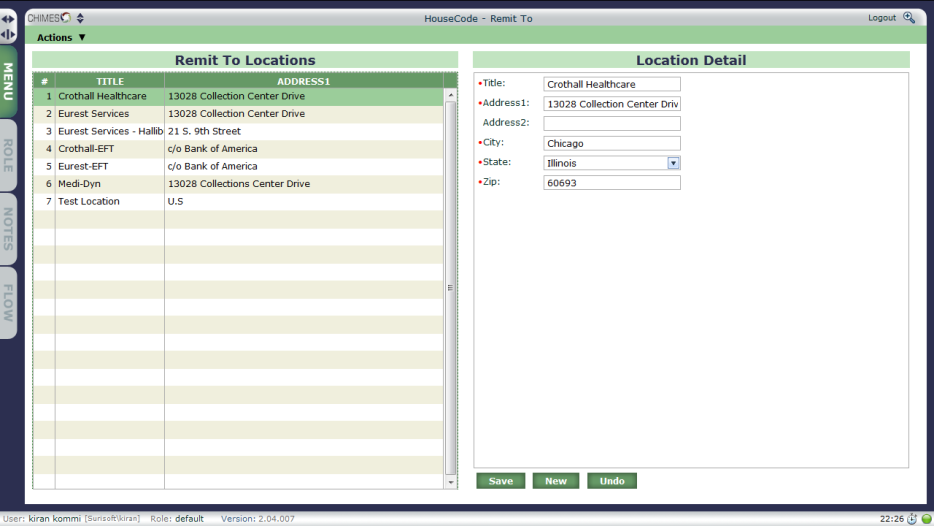 CHIMES HouseCode - Remit To Logout
Actions ▼
MENU
ROLE
NOTES
FLOW
Remit To Locations
# TITLE ADDRESS1
1 Crothall Healthcare 13028 Collection Center Drive
2 Eurest Services 13028 Collection Center Drive
3 Eurest Services - Hallib 21 S. 9th Street
4 Crothall-EFT c/o Bank of America
5 Eurest-EFT c/o Bank of America
6 Medi-Dyn 13028 Collections Center Drive
7 Test Location U.S
Location Detail
•Title: Crothall Healthcare
•Address1: 13028 Collection Center Driv
Address2:
•City: Chicago
•State: Illinois
•Zip: 60693
Save New Undo
User: kiran kommi [Sunsoft\kiran] Role: default Version: 2.04.007 22:26